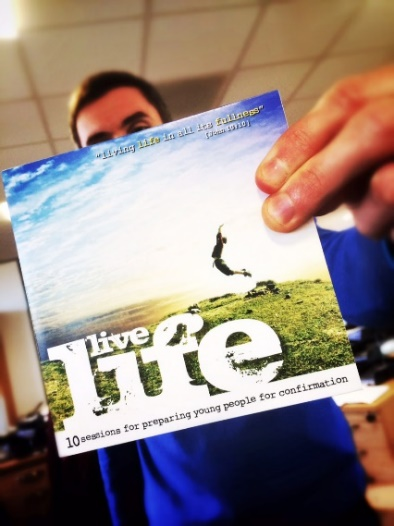 "living life in all its fullness"
[John 10:10]
live
life
10 sessions for preparing young people for confirmation